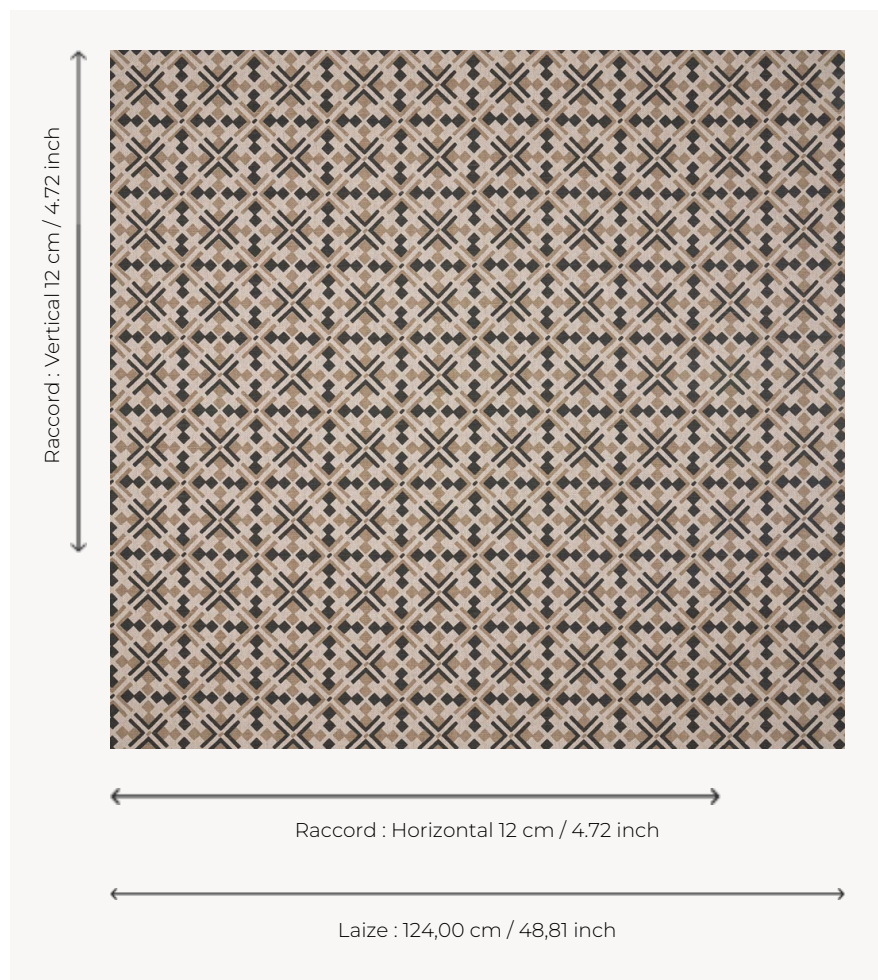 Raccord : Vertical 12 cm / 4.72 inch
Raccord : Horizontal 12 cm / 4.72 inch
Laize : 124,00 cm / 48,81 inch